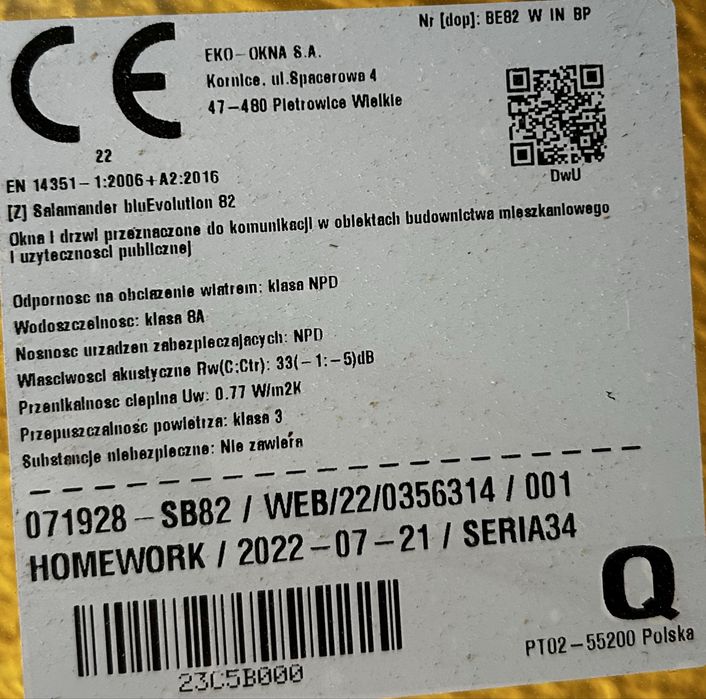 CE
Nr [dop]: BE82 W IN BP
EKO-OKNA S.A.
Kornice, ul.Spacerowa 4
47-480 Pietrowice Wielkie
22
DwU
EN 14351-1:2006+A2:2016
[Z] Salamander bluEvolution 82
Okna i drzwi przeznaczone do komunikacji w obiektach budownictwa mieszkaniowego
i uzytecznosci publicznej
Odpornosc na obciazenie wiatrem: klasa NPD
Wodoszczelnosc: klasa 8A
Nosnosc urzadzen zabezpieczajacych: NPD
Wlasciwosci akustyczne Rw(C;Ctr): 33(-1;-5)dB
Przenikalnosc cieplna Uw: 0.77 W/m2K
Przepuszczalnosc powietrza: klasa 3
Substancje niebezpieczne: Nie zawiera
071928-SB82 / WEB/22/0356314 / 001
HOMEWORK / 2022-07-21 / SERIA34
23C5B000
Q
PT02-55200 Polska